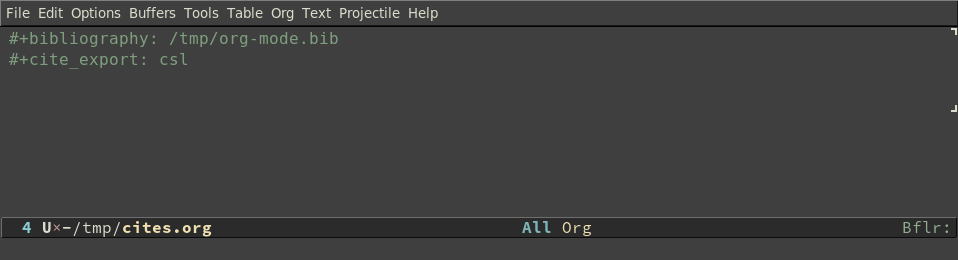 File Edit Options Buffers Tools Table Org Text Projectile Help
#+bibliography: /tmp/org-mode.bib
#+cite_export: csl
4 U×-/tmp/cites.org All Org Bflr: